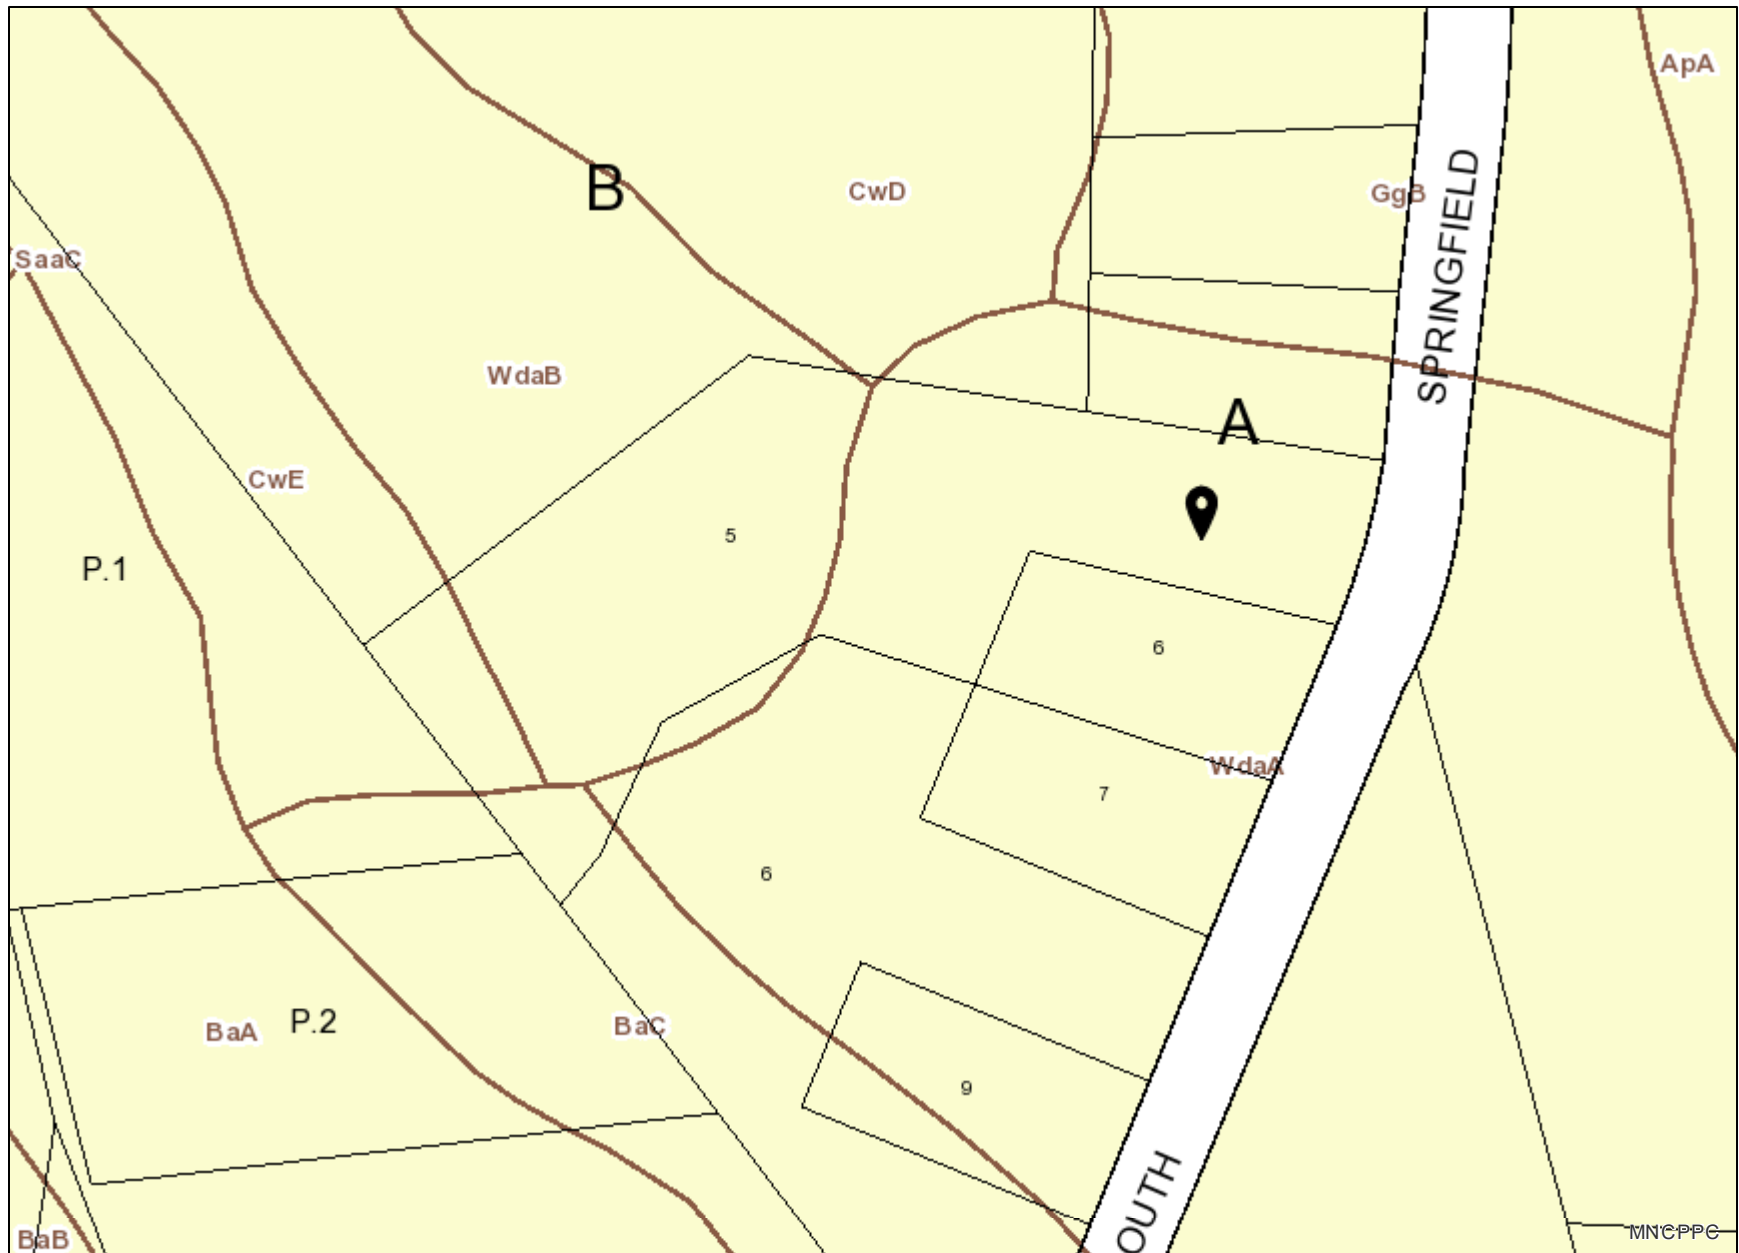 ApA
SPRINGFIELD
B
CwD
GgB
SaaC
WdaB
A
CwE
5
P.1
6
WdaA
7
6
BaA
P.2
BaC
9
OUTH
BaB
MNCPPC